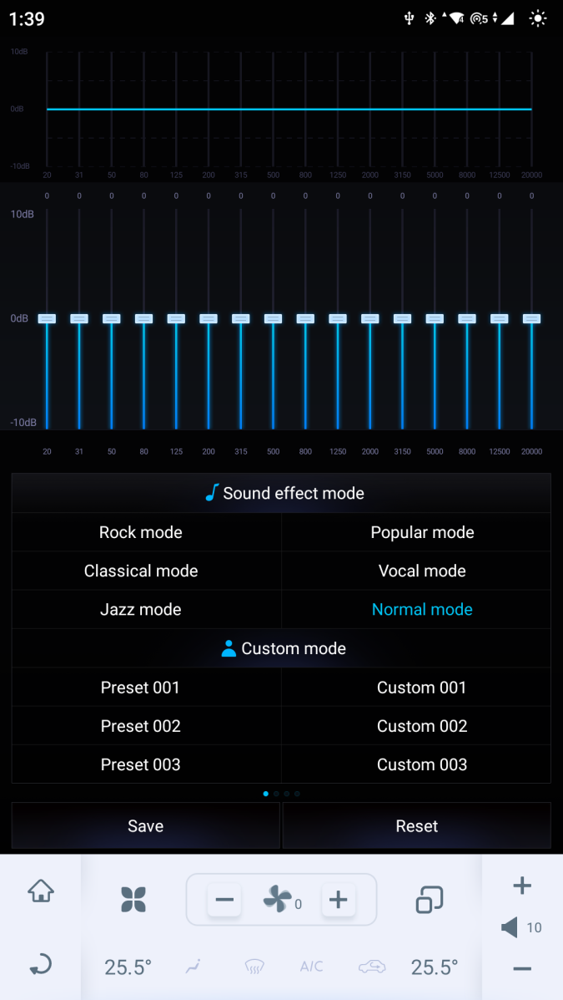 1:39
4 5
10dB
0dB
-10dB
20 31 50 80 125 200 315 500 800 1250 2000 3150 5000 8000 12500 20000
0 0 0 0 0 0 0 0 0 0 0 0 0 0 0 0
10dB
0dB
-10dB
20 31 50 80 125 200 315 500 800 1250 2000 3150 5000 8000 12500 20000
Sound effect mode
Rock mode Popular mode
Classical mode Vocal mode
Jazz mode Normal mode
Custom mode
Preset 001 Custom 001
Preset 002 Custom 002
Preset 003 Custom 003
Save Reset
0
10
25.5° A/C 25.5°